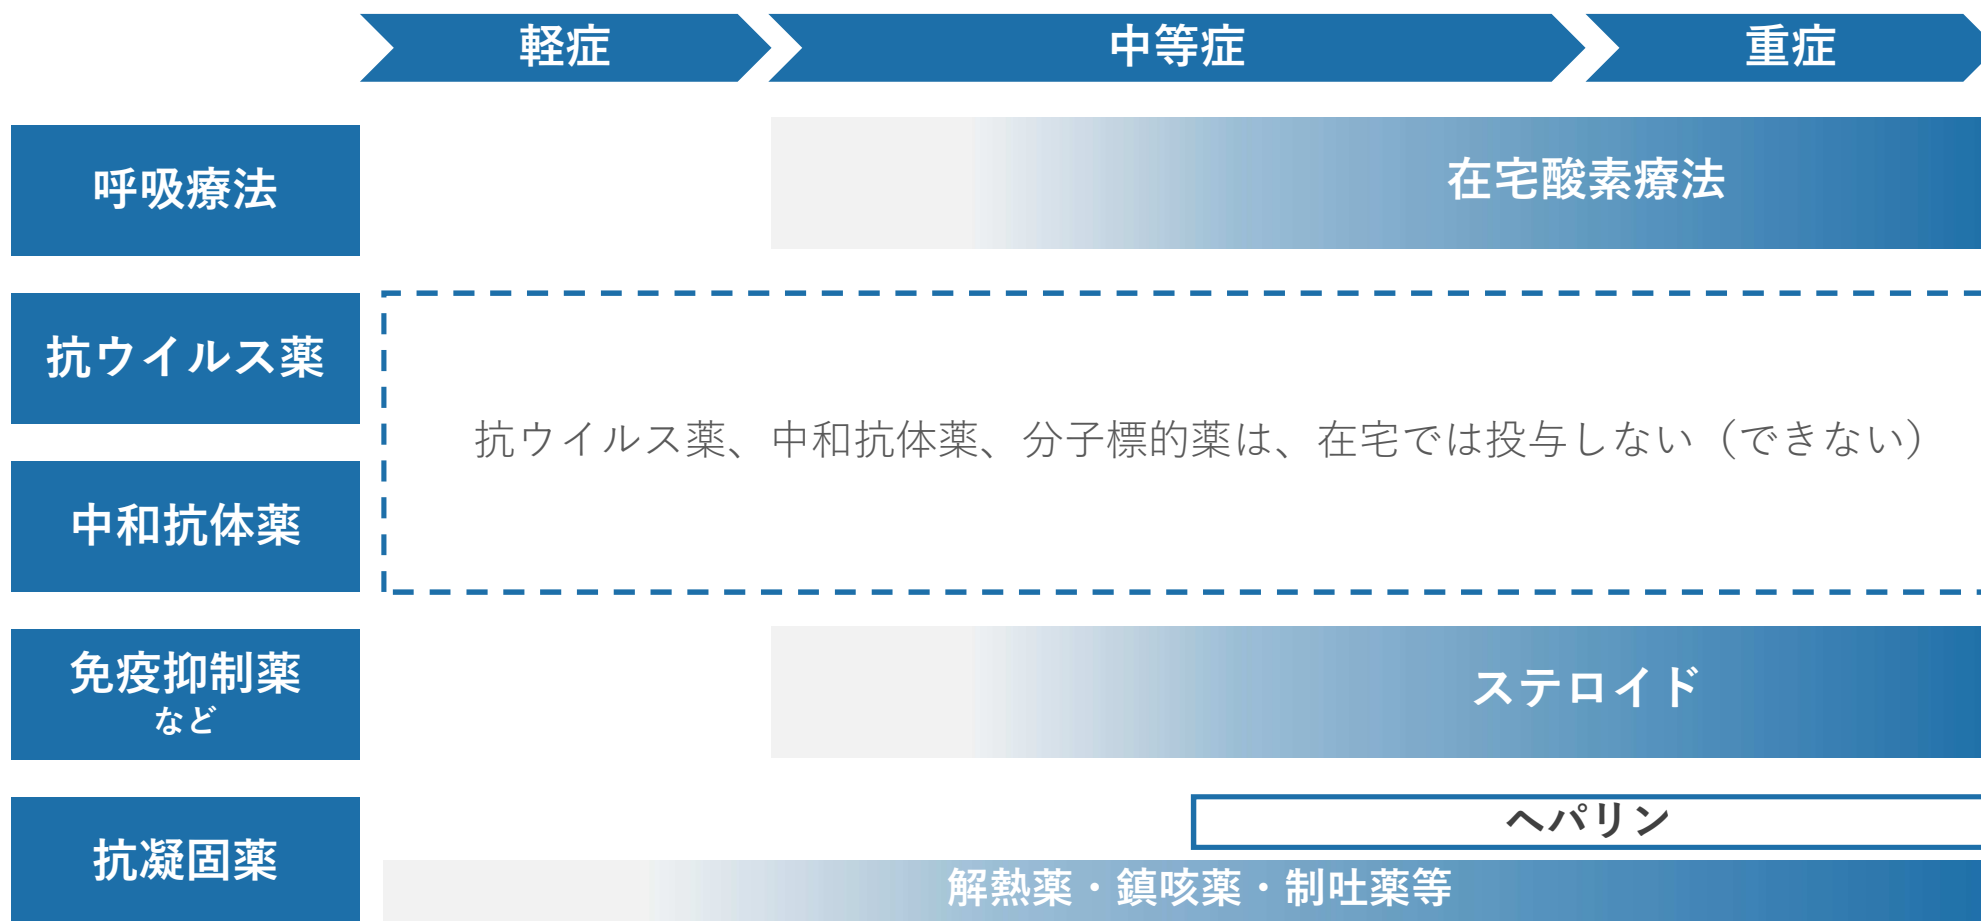 軽症
中等症
重症
呼吸療法
在宅酸素療法
抗ウイルス薬
抗ウイルス薬、中和抗体薬、分子標的薬は、在宅では投与しない（できない）
中和抗体薬
免疫抑制薬
など
ステロイド
ヘパリン
抗凝固薬
解熱薬・鎮咳薬・制吐薬等